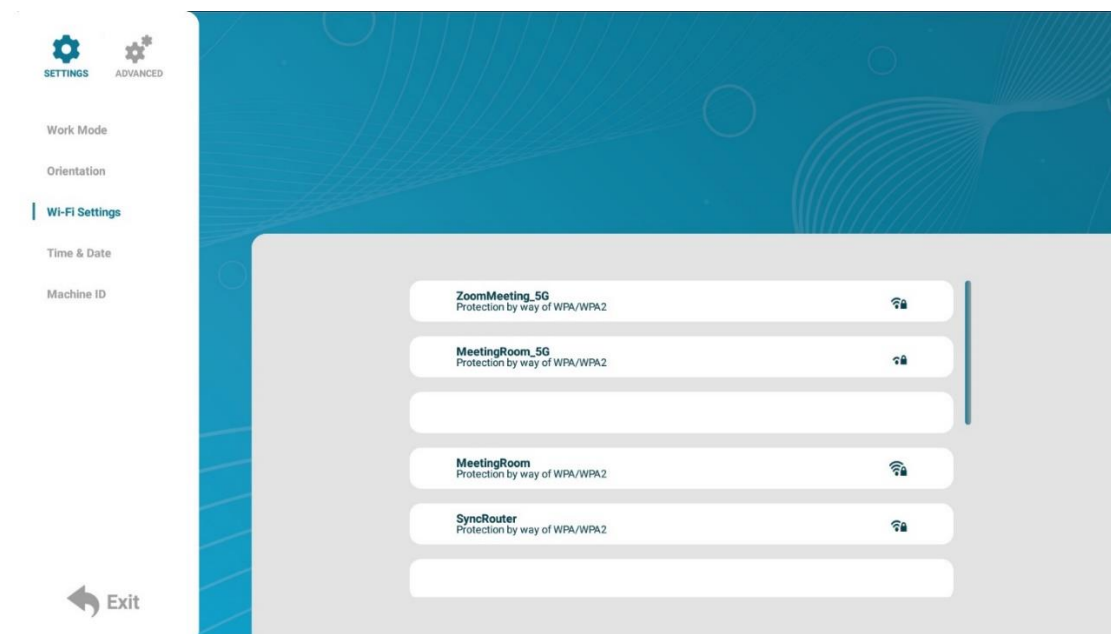 SETTINGS
ADVANCED
Work Mode
Orientation
Wi-Fi Settings
Time & Date
Machine ID
Exit
ZoomMeeting_5G
Protection by way of WPA/WPA2
MeetingRoom_5G
Protection by way of WPA/WPA2
MeetingRoom
Protection by way of WPA/WPA2
SyncRouter
Protection by way of WPA/WPA2